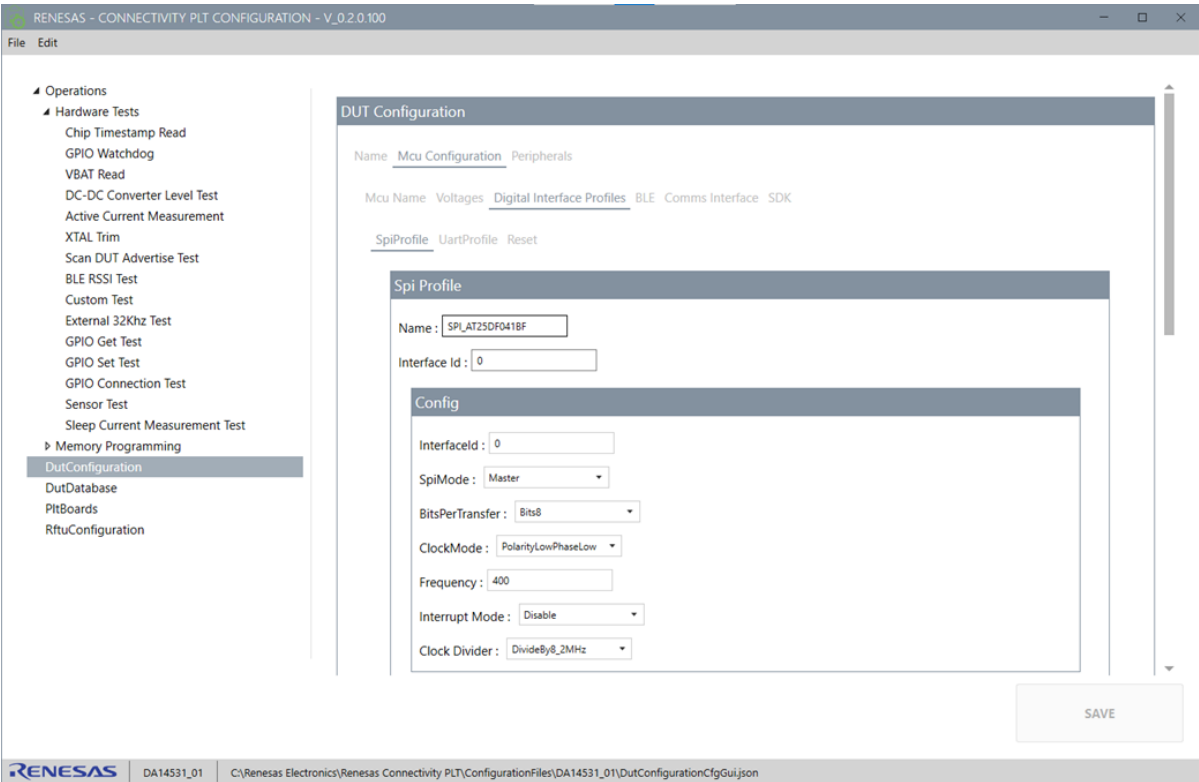 RENESAS - CONNECTIVITY PLT CONFIGURATION - V_0.2.0.100
File Edit
Operations
Hardware Tests
Chip Timestamp Read
GPIO Watchdog
VBAT Read
DC-DC Converter Level Test
Active Current Measurement
XTAL Trim
Scan DUT Advertise Test
BLE RSSI Test
Custom Test
External 32Khz Test
GPIO Get Test
GPIO Set Test
GPIO Connection Test
Sensor Test
Sleep Current Measurement Test
Memory Programming
DutConfiguration
DutDatabase
PltBoards
RftuConfiguration
DUT Configuration
Name Mcu Configuration Peripherals
Mcu Name Voltages Digital Interface Profiles BLE Comms Interface SDK
SpiProfile UartProfile Reset
Spi Profile
Name : SPI_AT25DF041BF
Interface Id : 0
Config
InterfaceId : 0
SpiMode : Master
BitsPerTransfer : Bits8
ClockMode : PolarityLowPhaseLow
Frequency : 400
Interrupt Mode : Disable
Clock Divider : DivideBy8_2MHz
SAVE
RENESAS DA14531_01 C:\Renesas Electronics\Renesas Connectivity PLT\ConfigurationFiles\DA14531_01\DutConfigurationCfgGui.json